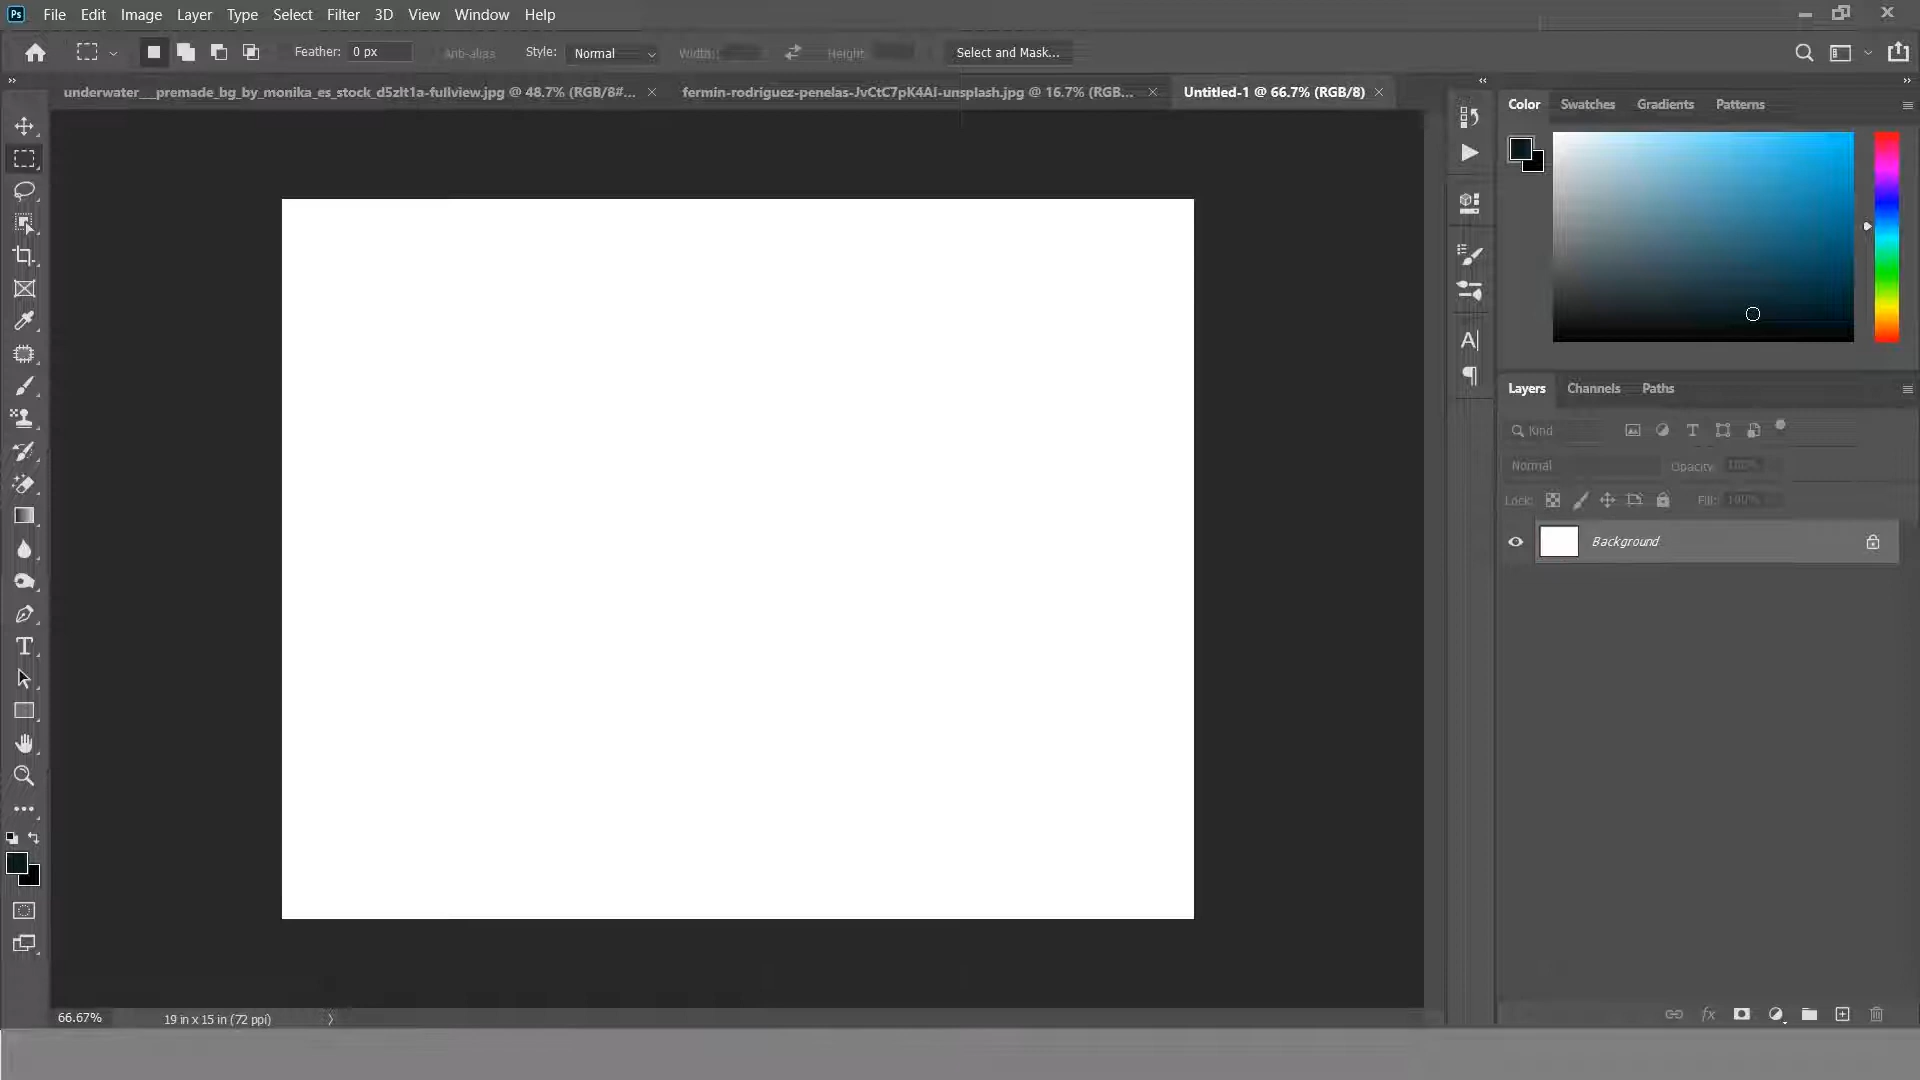 Ps File Edit Image Layer Type Select Filter 3D View Window Help
Feather: 0 px Anti-alias Style: Normal Width: Height: Select and Mask...
underwater__premade_bg_by_monika_es_stock_d5zlt1a-fullview.jpg @ 48.7% (RGB/8#... fermin-rodriguez-penelas-JvCtC7pK4AI-unsplash.jpg @ 16.7% (RGB... Untitled-1 @ 66.7% (RGB/8)
Color Swatches Gradients Patterns
Layers Channels Paths
Kind
Normal Opacity: 100%
Lock: Fill: 100%
Background
66.67% 19 in x 15 in (72 ppi)
fx